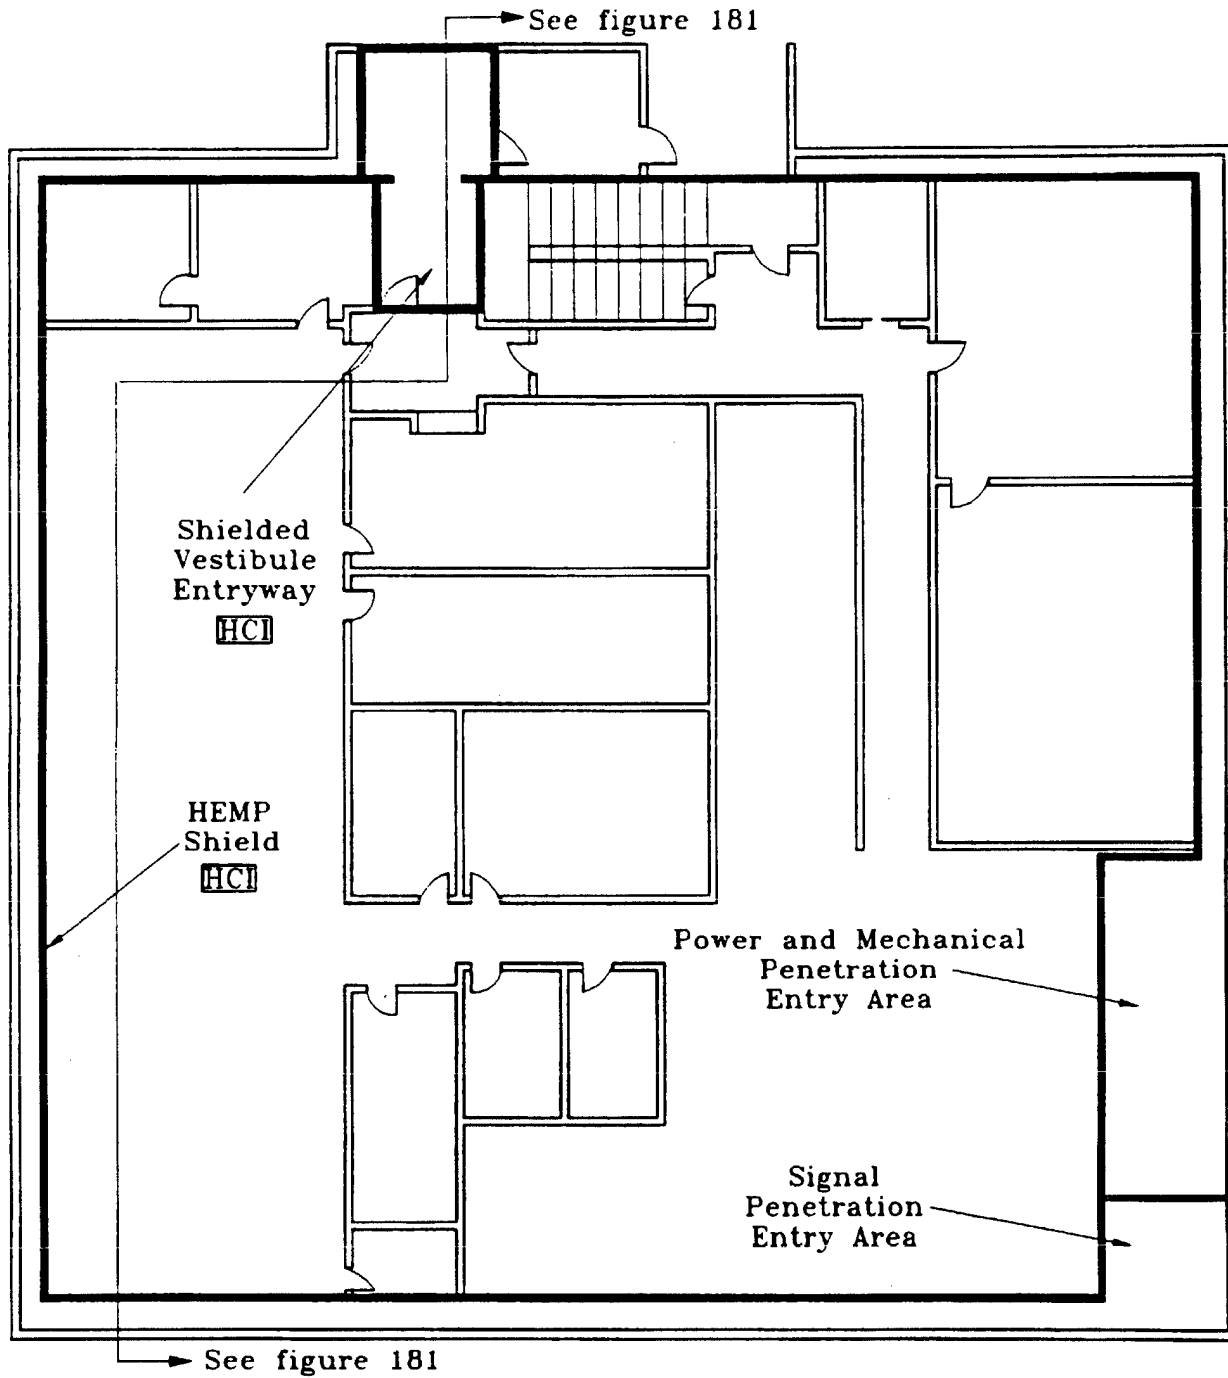 See figure 181
Shielded
Vestibule
Entryway
HCI
HEMP
Shield
HCI
Power and Mechanical
Penetration
Entry Area
Signal
Penetration
Entry Area
See figure 181